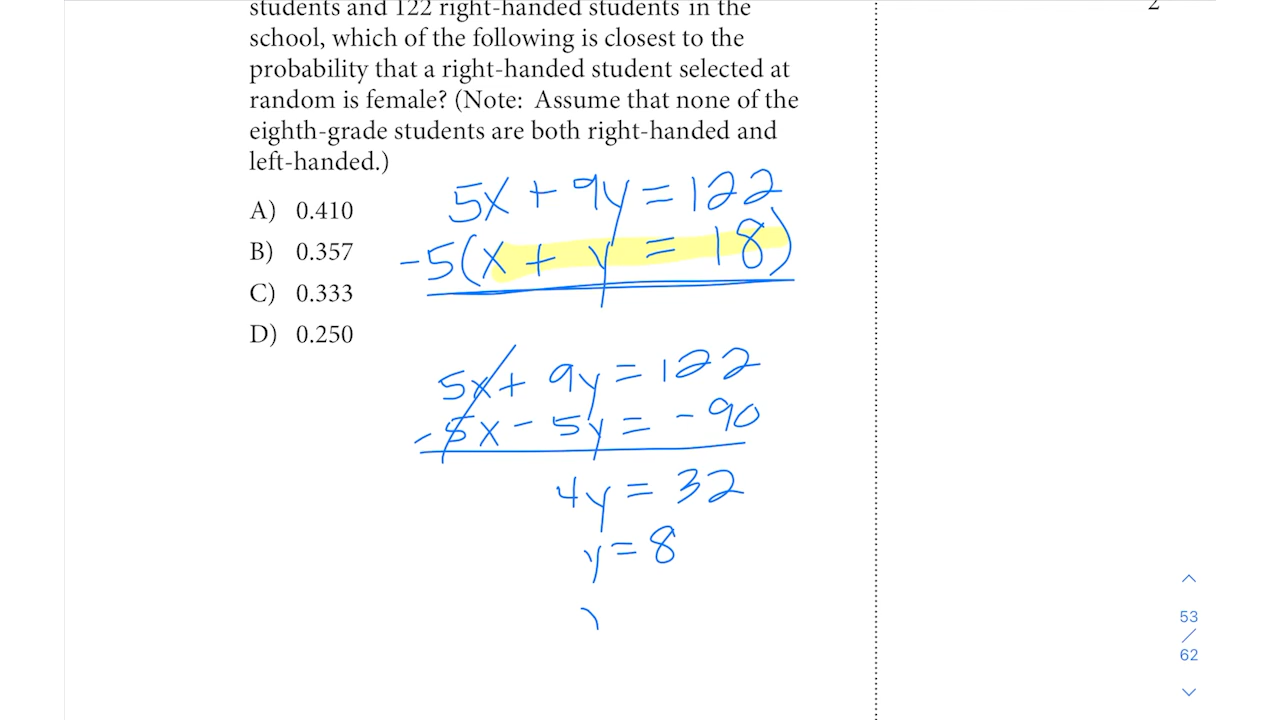 students and 122 right-handed students in the
2
school, which of the following is closest to the
probability that a right-handed student selected at
random is female? (Note: Assume that none of the
eighth-grade students are both right-handed and
left-handed.)
A) 0.410
B) 0.357
C) 0.333
D) 0.250
5x + 9y = 122
-5(x + y = 18)
5x + 9y = 122
-5x - 5y = -90
4y = 32
y = 8
53
/
62